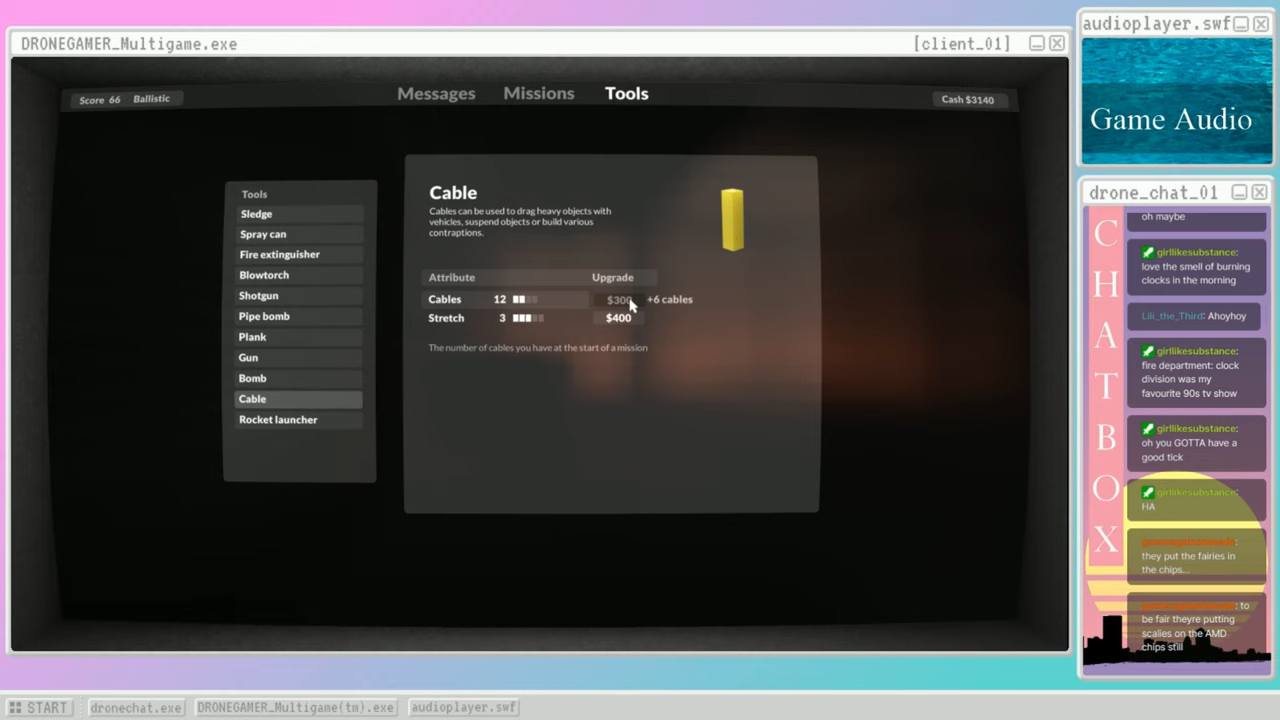 DRONEGAMER_Multigame.exe
[client_01]
Score 66 Ballistic
Messages Missions Tools
Cash $3140
Tools
Sledge
Spray can
Fire extinguisher
Blowtorch
Shotgun
Pipe bomb
Plank
Gun
Bomb
Cable
Rocket launcher
Cable
Cables can be used to drag heavy objects with
vehicles, suspend objects or build various
contraptions.
Attribute Upgrade
Cables 12 $300 +6 cables
Stretch 3 $400
The number of cables you have at the start of a mission
audioplayer.swf
Game Audio
drone_chat_01
CHATBOX
oh maybe
girllikesubstance:
love the smell of burning
clocks in the morning
Lili_the_Third: Ahoyhoy
girllikesubstance:
fire department: clock
division was my
favourite 90s tv show
girllikesubstance:
oh you GOTTA have a
good tick
girllikesubstance:
HA
they put the fairies in
the chips...
: to
be fair theyre putting
scalies on the AMD
chips still
START
dronechat.exe
DRONEGAMER_Multigame(tm).exe
audioplayer.swf